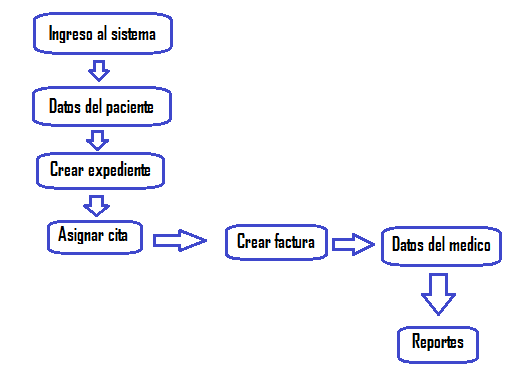 Ingreso al sistema
Datos del paciente
Crear expediente
Asignar cita
Crear factura
Datos del medico
Reportes